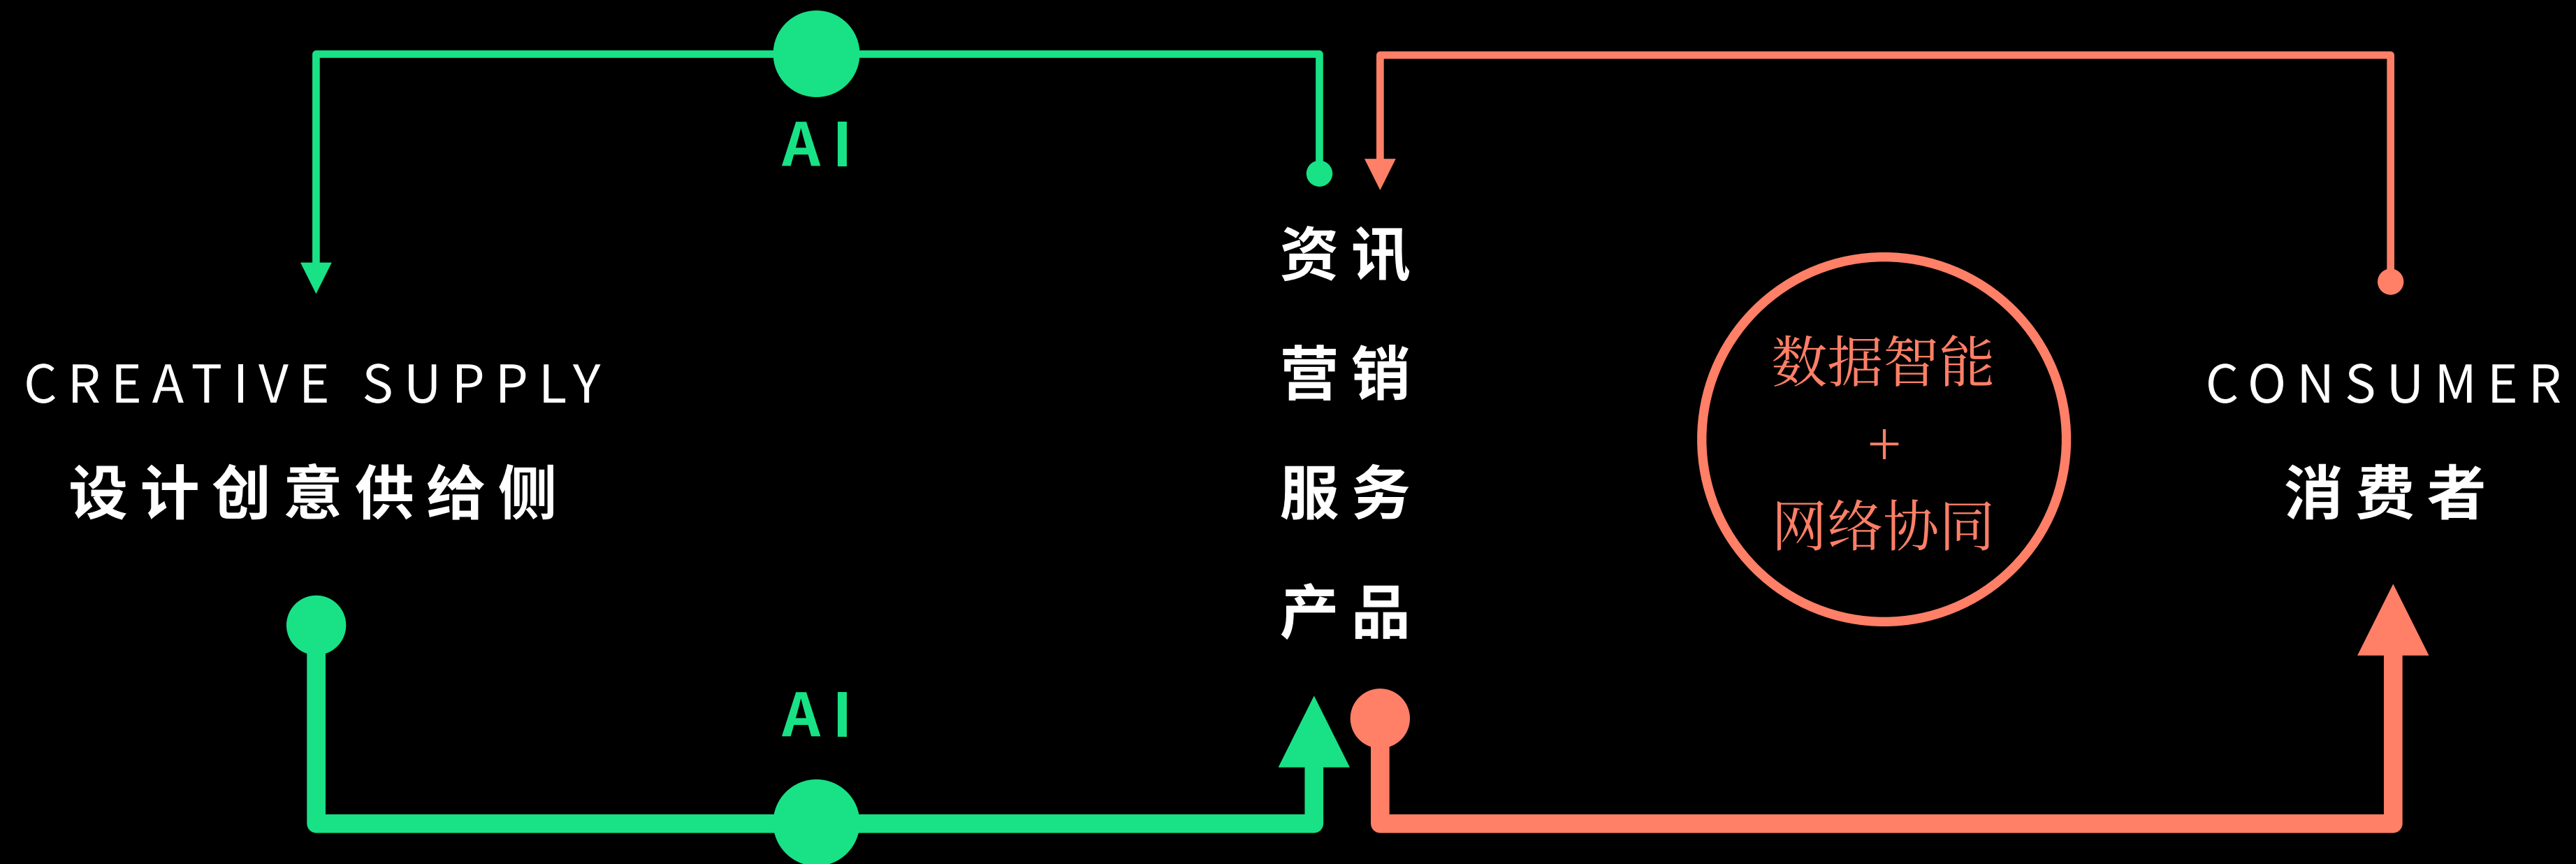 AI
资讯
营销
服务
产品
数据智能
+
网络协同
CREATIVE SUPPLY
设计创意供给侧
CONSUMER
消费者
AI